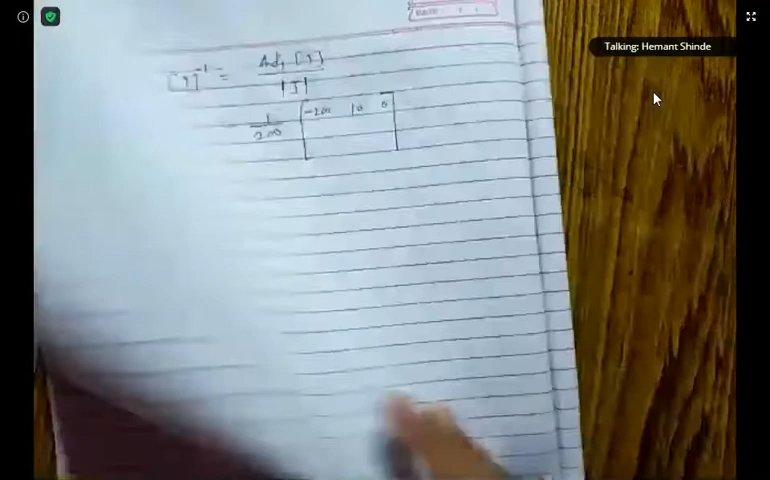 Talking: Hemant Shinde
[J]⁻¹ = Adj [J]
|J|
1 [-200 10 0
200